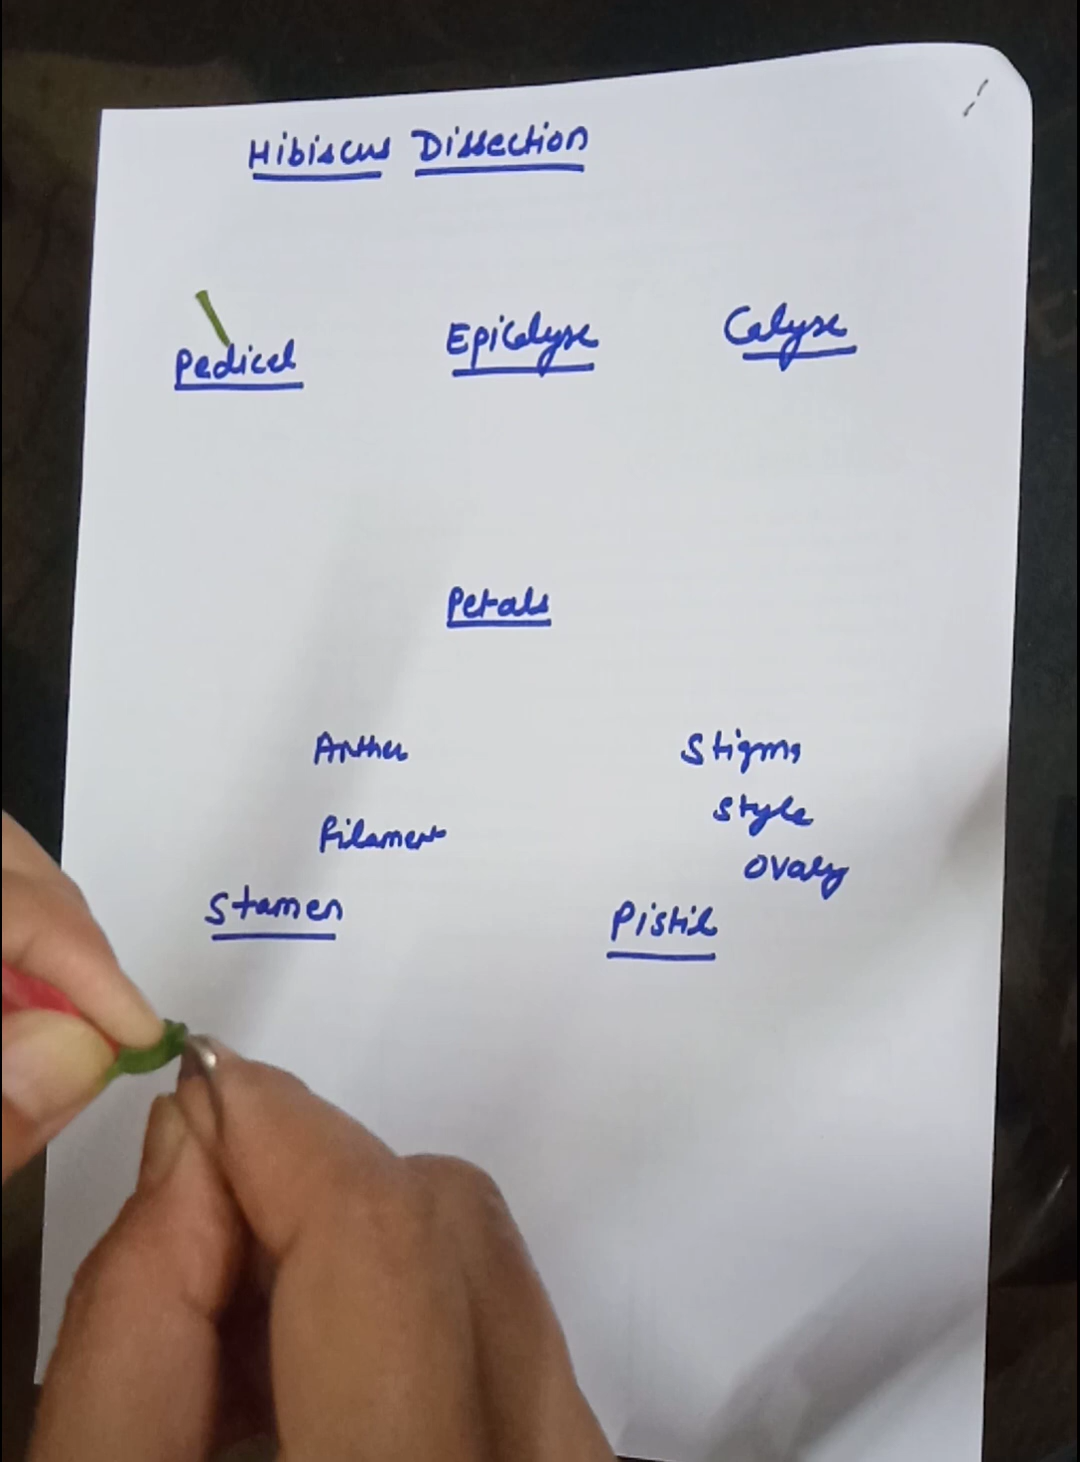 Hibiscus Dissection
Pedicel Epicalyx Calyx
Petals
Anther Stigma
Filament Style
Ovary
Stamen Pistil